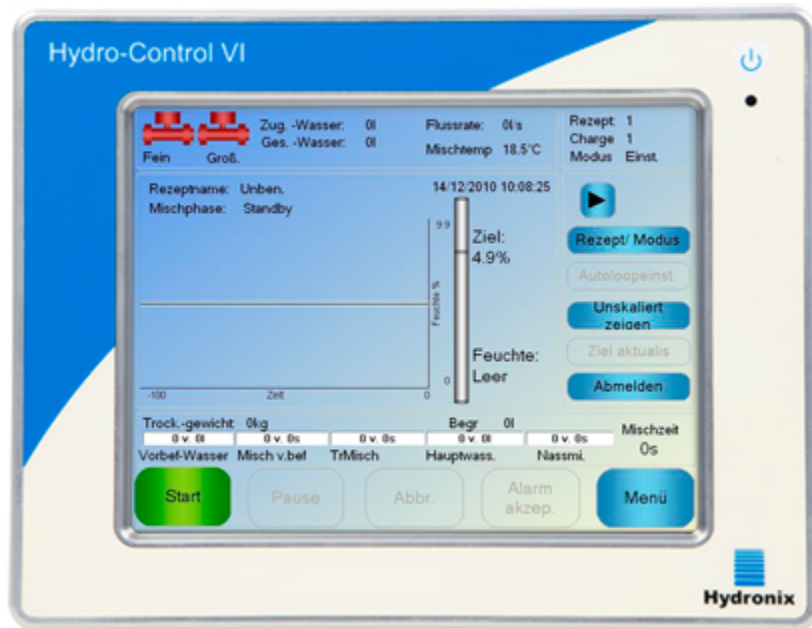 Hydro-Control VI
Fein Groß.
Zug. -Wasser: 0l
Ges. -Wasser: 0l
Flussrate: 0l/s
Mischtemp 18.5°C
Rezept 1
Charge 1
Modus Einst.
Rezeptname: Unben.
Mischphase: Standby
14/12/2010 10:08:25
9.9
Feuchte %
0
-100 Zeit 0
Ziel:
4.9%
Feuchte:
Leer
Rezept/ Modus
Autoloopeinst.
Unskaliert
zeigen
Ziel aktualis
Abmelden
Trock.-gewicht 0kg Begr 0l
0 v. 0l 0 v. 0s 0 v. 0s 0 v. 0l 0 v. 0s
Vorbef-Wasser Misch v.bef TrMisch Hauptwass. Nassmi.
Mischzeit
0s
Start Pause Abbr. Alarm
akzep. Menü
Hydronix